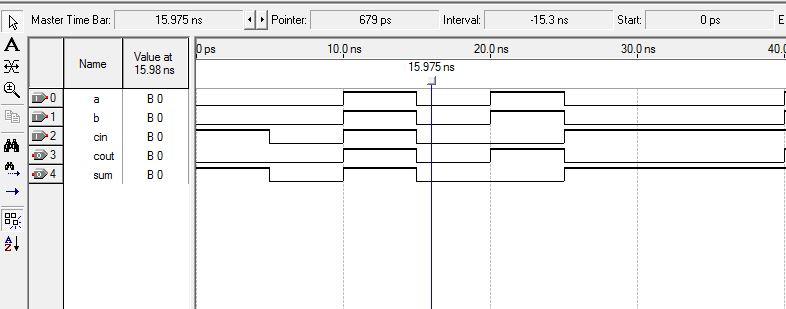 Master Time Bar: 15.975 ns Pointer: 679 ps Interval: -15.3 ns Start: 0 ps E
Name Value at 15.98 ns
0 ps 10.0 ns 20.0 ns 30.0 ns 40.
15.975 ns
0 a B 0
1 b B 0
2 cin B 0
3 cout B 0
4 sum B 0